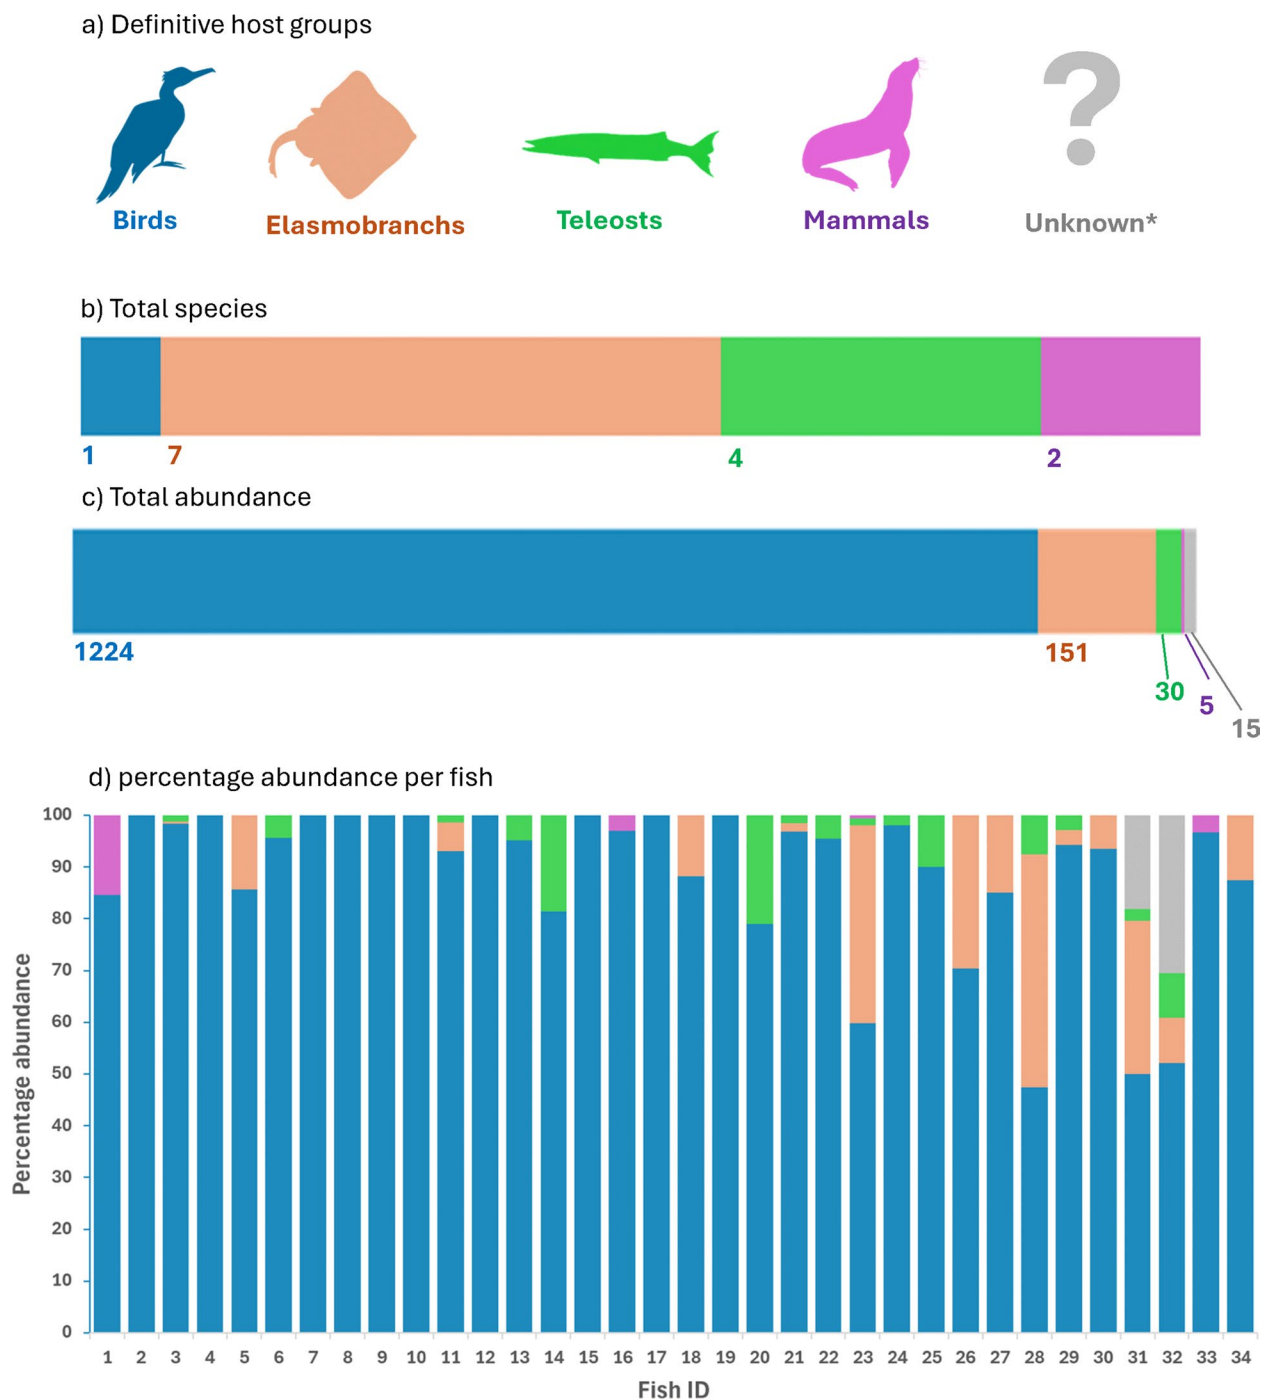 a) Definitive host groups
?
Birds Elasmobranchs Teleosts Mammals Unknown*
b) Total species
1 7 4 2
c) Total abundance
1224 151 30 5 15
d) percentage abundance per fish
Percentage abundance
100
90
80
70
60
50
40
30
20
10
0
1 2 3 4 5 6 7 8 9 10 11 12 13 14 15 16 17 18 19 20 21 22 23 24 25 26 27 28 29 30 31 32 33 34
Fish ID